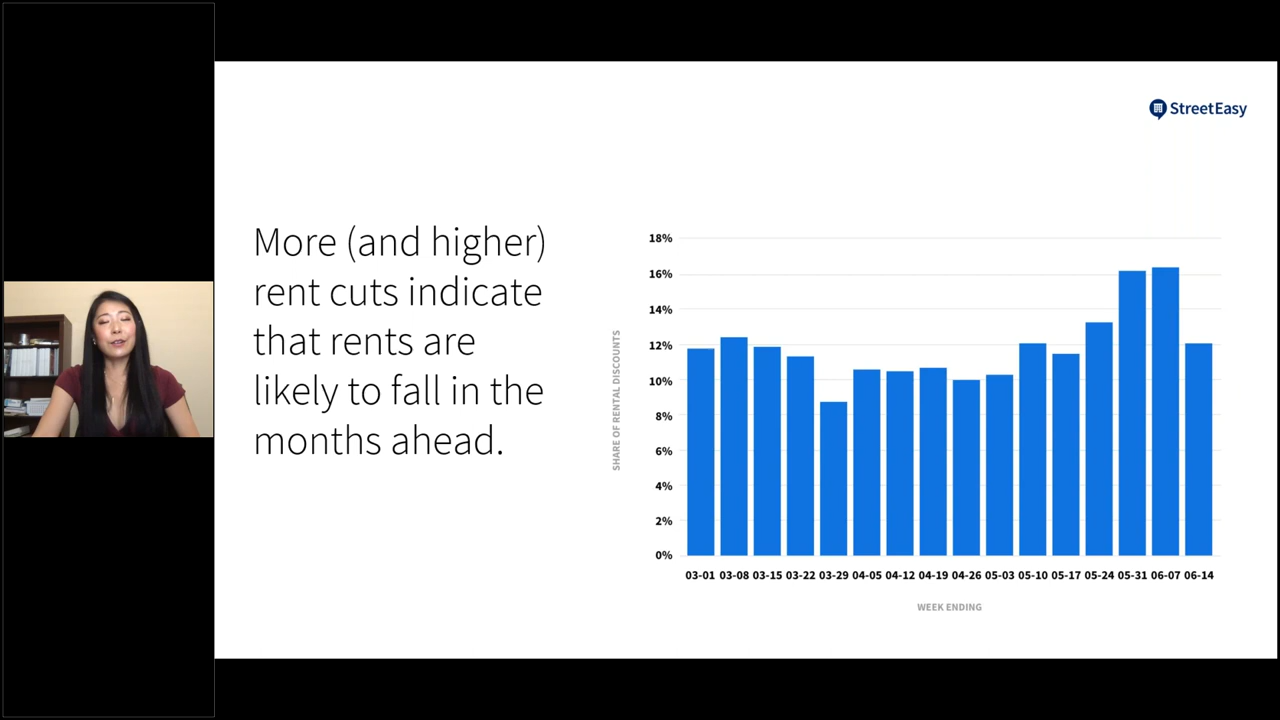 StreetEasy
More (and higher)
rent cuts indicate
that rents are
likely to fall in the
months ahead.
SHARE OF RENTAL DISCOUNTS
18%
16%
14%
12%
10%
8%
6%
4%
2%
0%
03-01 03-08 03-15 03-22 03-29 04-05 04-12 04-19 04-26 05-03 05-10 05-17 05-24 05-31 06-07 06-14
WEEK ENDING